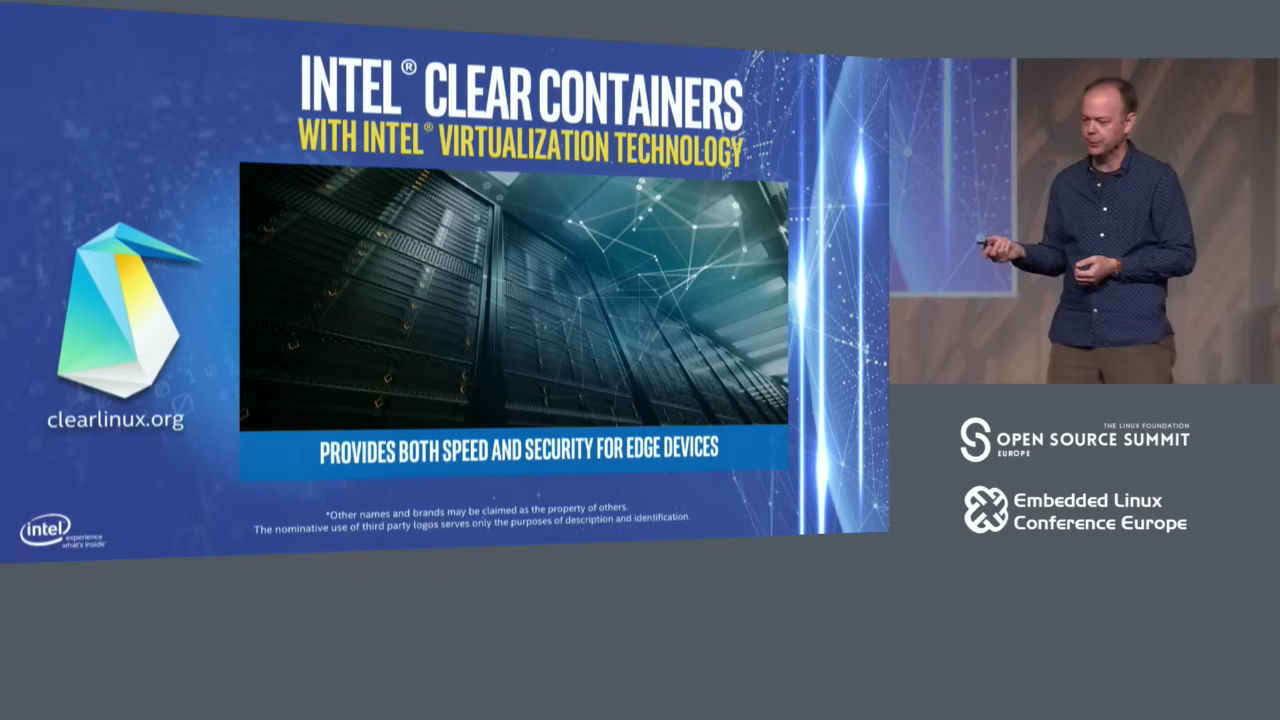 INTEL® CLEAR CONTAINERS
WITH INTEL® VIRTUALIZATION TECHNOLOGY
clearlinux.org
PROVIDES BOTH SPEED AND SECURITY FOR EDGE DEVICES
*Other names and brands may be claimed as the property of others.
The nominative use of third party logos serves only the purposes of description and identification.
intel
experience
what's inside™
THE LINUX FOUNDATION
OPEN SOURCE SUMMIT
EUROPE
Embedded Linux
Conference Europe